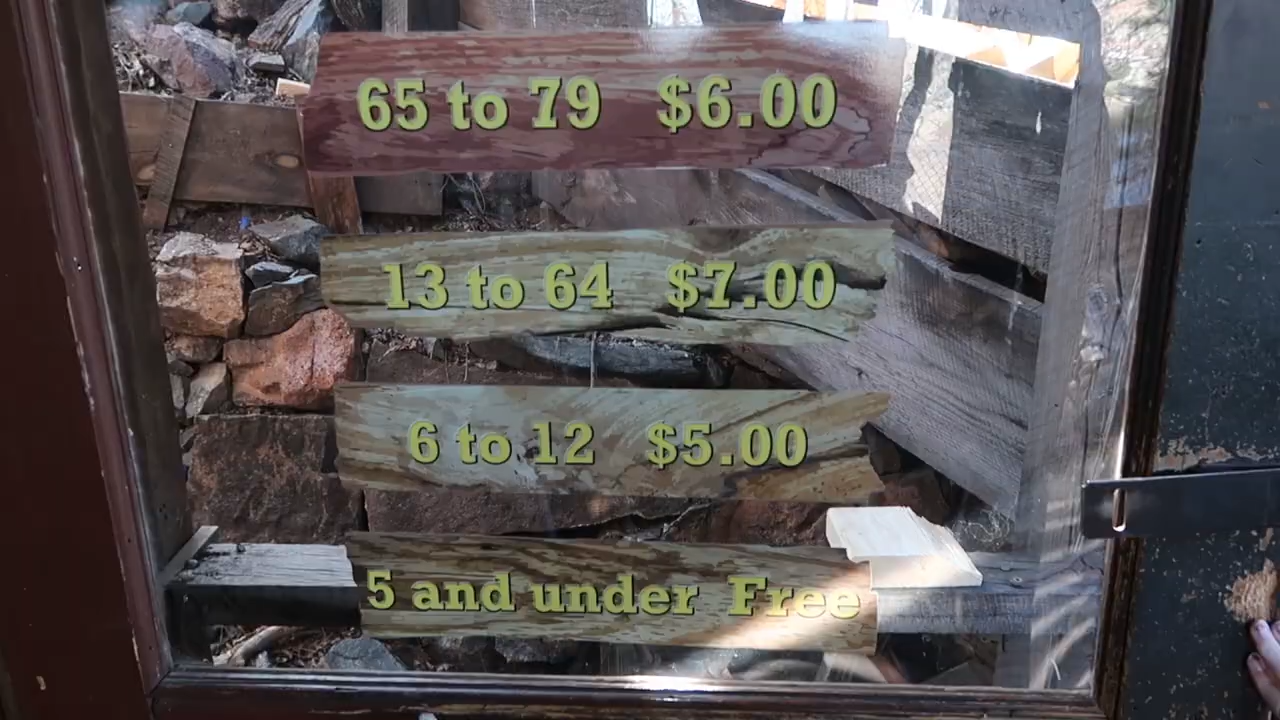 65 to 79 $6.00
13 to 64 $7.00
6 to 12 $5.00
5 and under Free